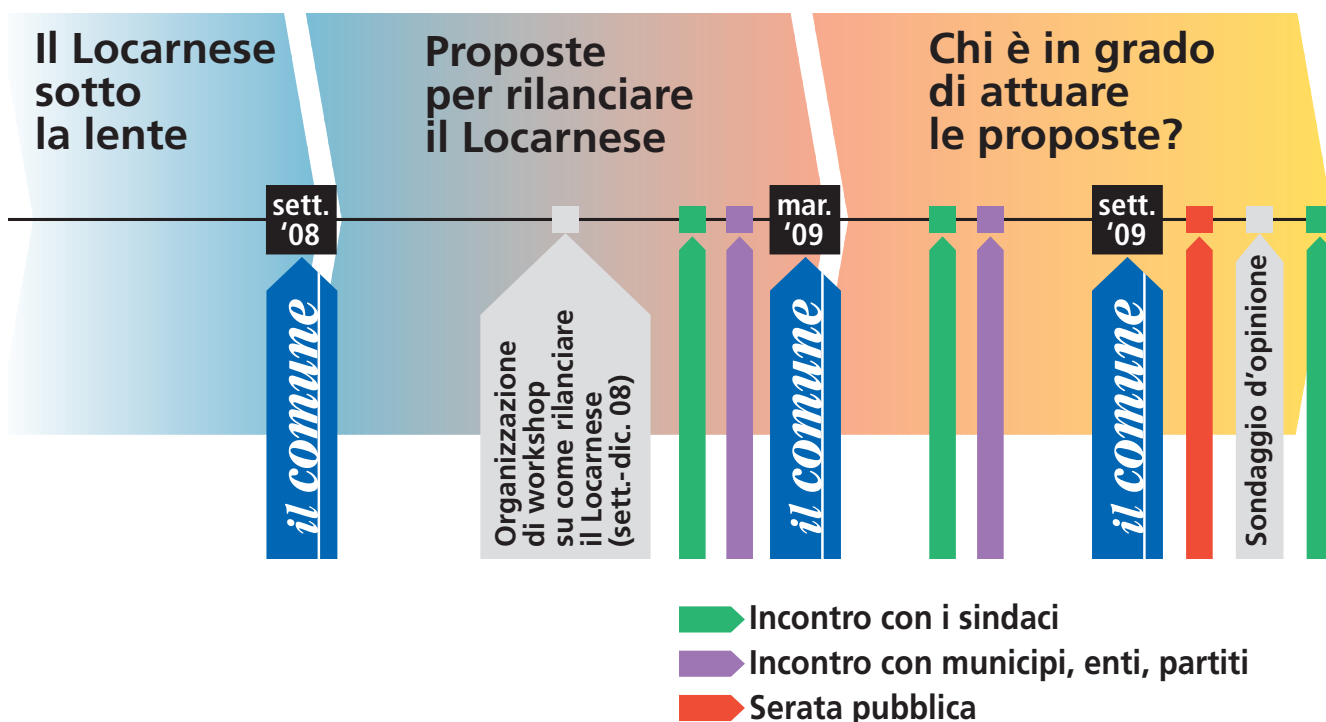 Il Locarnese
sotto
la lente
Proposte
per rilanciare
il Locarnese
Chi è in grado
di attuare
le proposte?
sett.
‘08
mar.
‘09
sett.
‘09
il comune
Organizzazione
di workshop
su come rilanciare
il Locarnese
(sett.-dic. 08)
il comune
il comune
Sondaggio d’opinione
Incontro con i sindaci
Incontro con municipi, enti, partiti
Serata pubblica